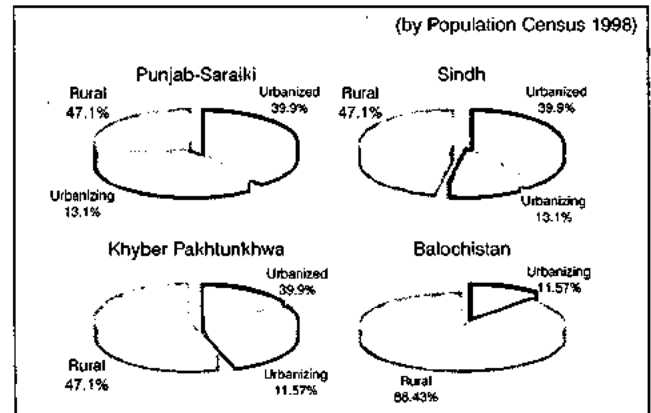 (by Population Census 1998)
Punjab-Saraiki
Rural
47.1%
Urbanized
39.9%
Urbanizing
13.1%
Sindh
Rural
47.1%
Urbanized
39.9%
Urbanizing
13.1%
Khyber Pakhtunkhwa
Urbanized
39.9%
Rural
47.1%
Urbanizing
11.57%
Balochistan
Urbanizing
11.57%
Rural
88.43%